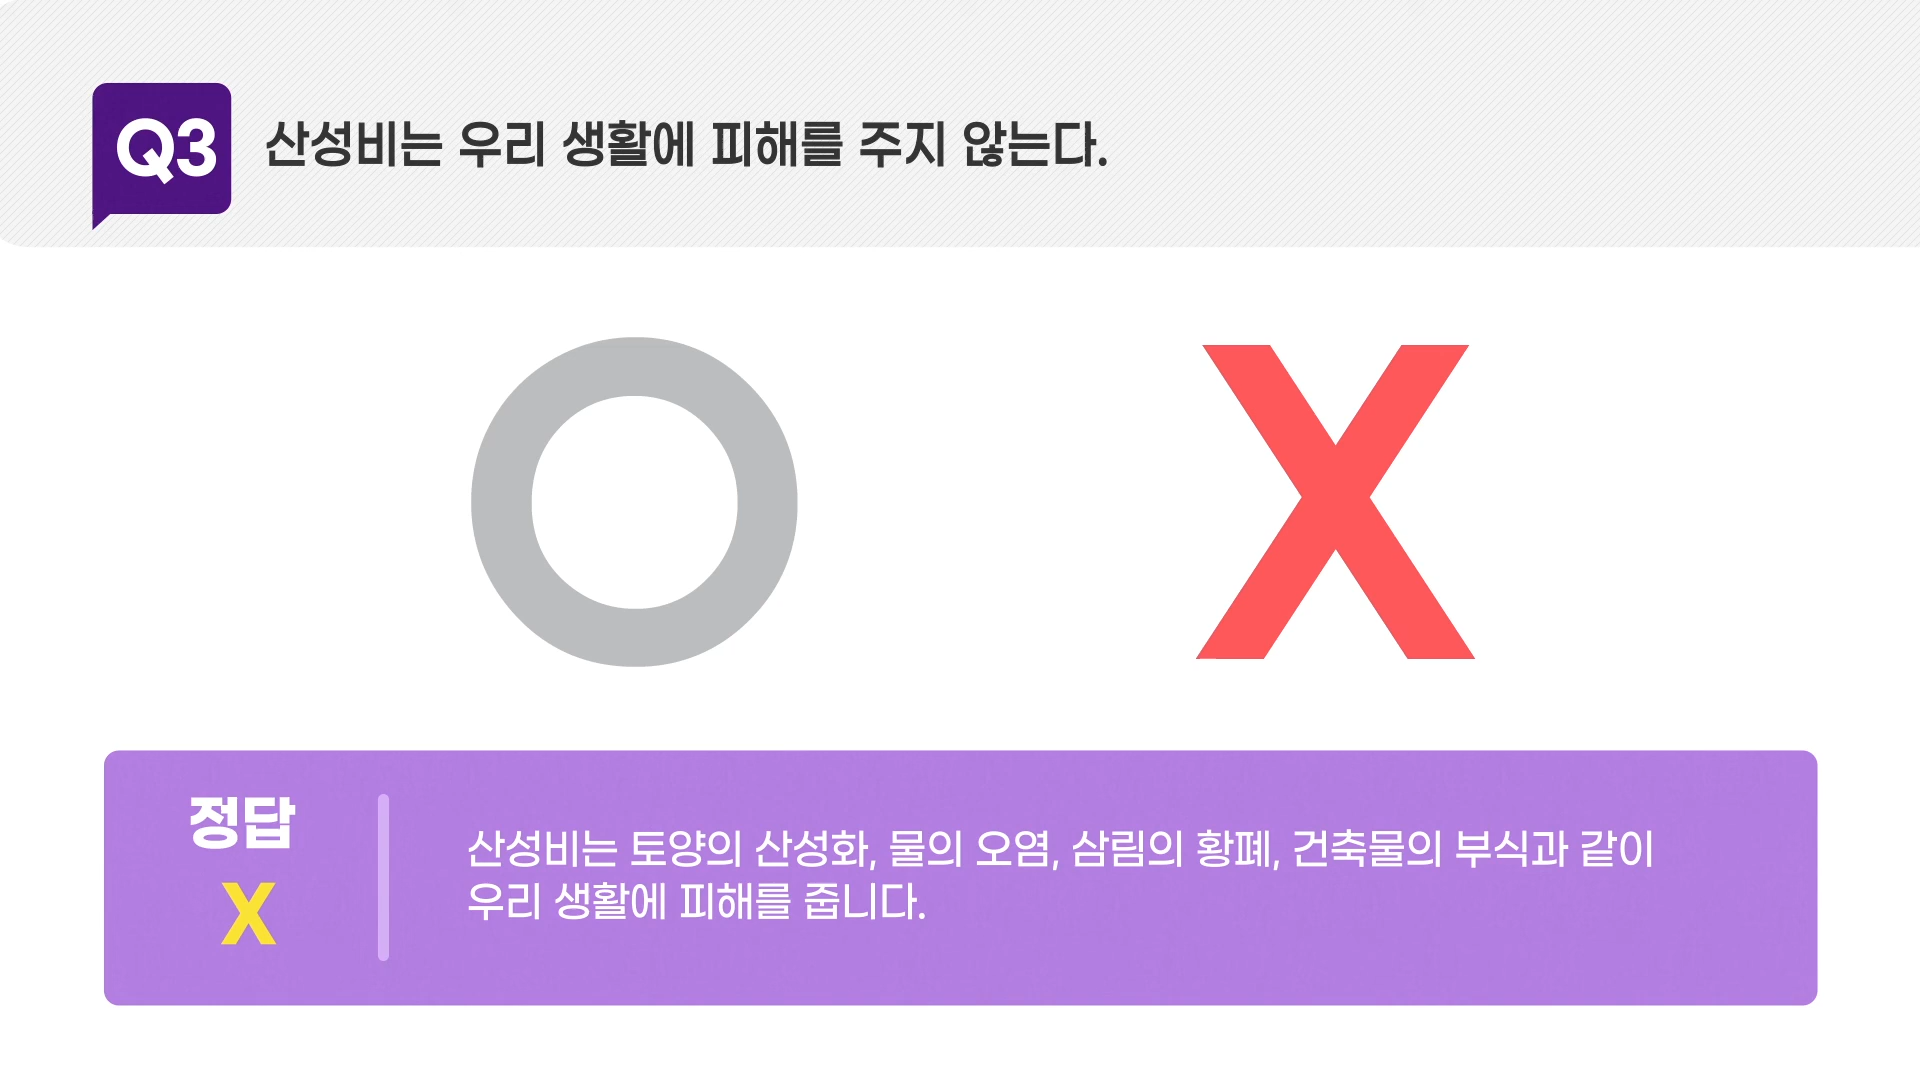 Q3 산성비는 우리 생활에 피해를 주지 않는다.
O X
정답
X
산성비는 토양의 산성화, 물의 오염, 삼림의 황폐, 건축물의 부식과 같이
우리 생활에 피해를 줍니다.